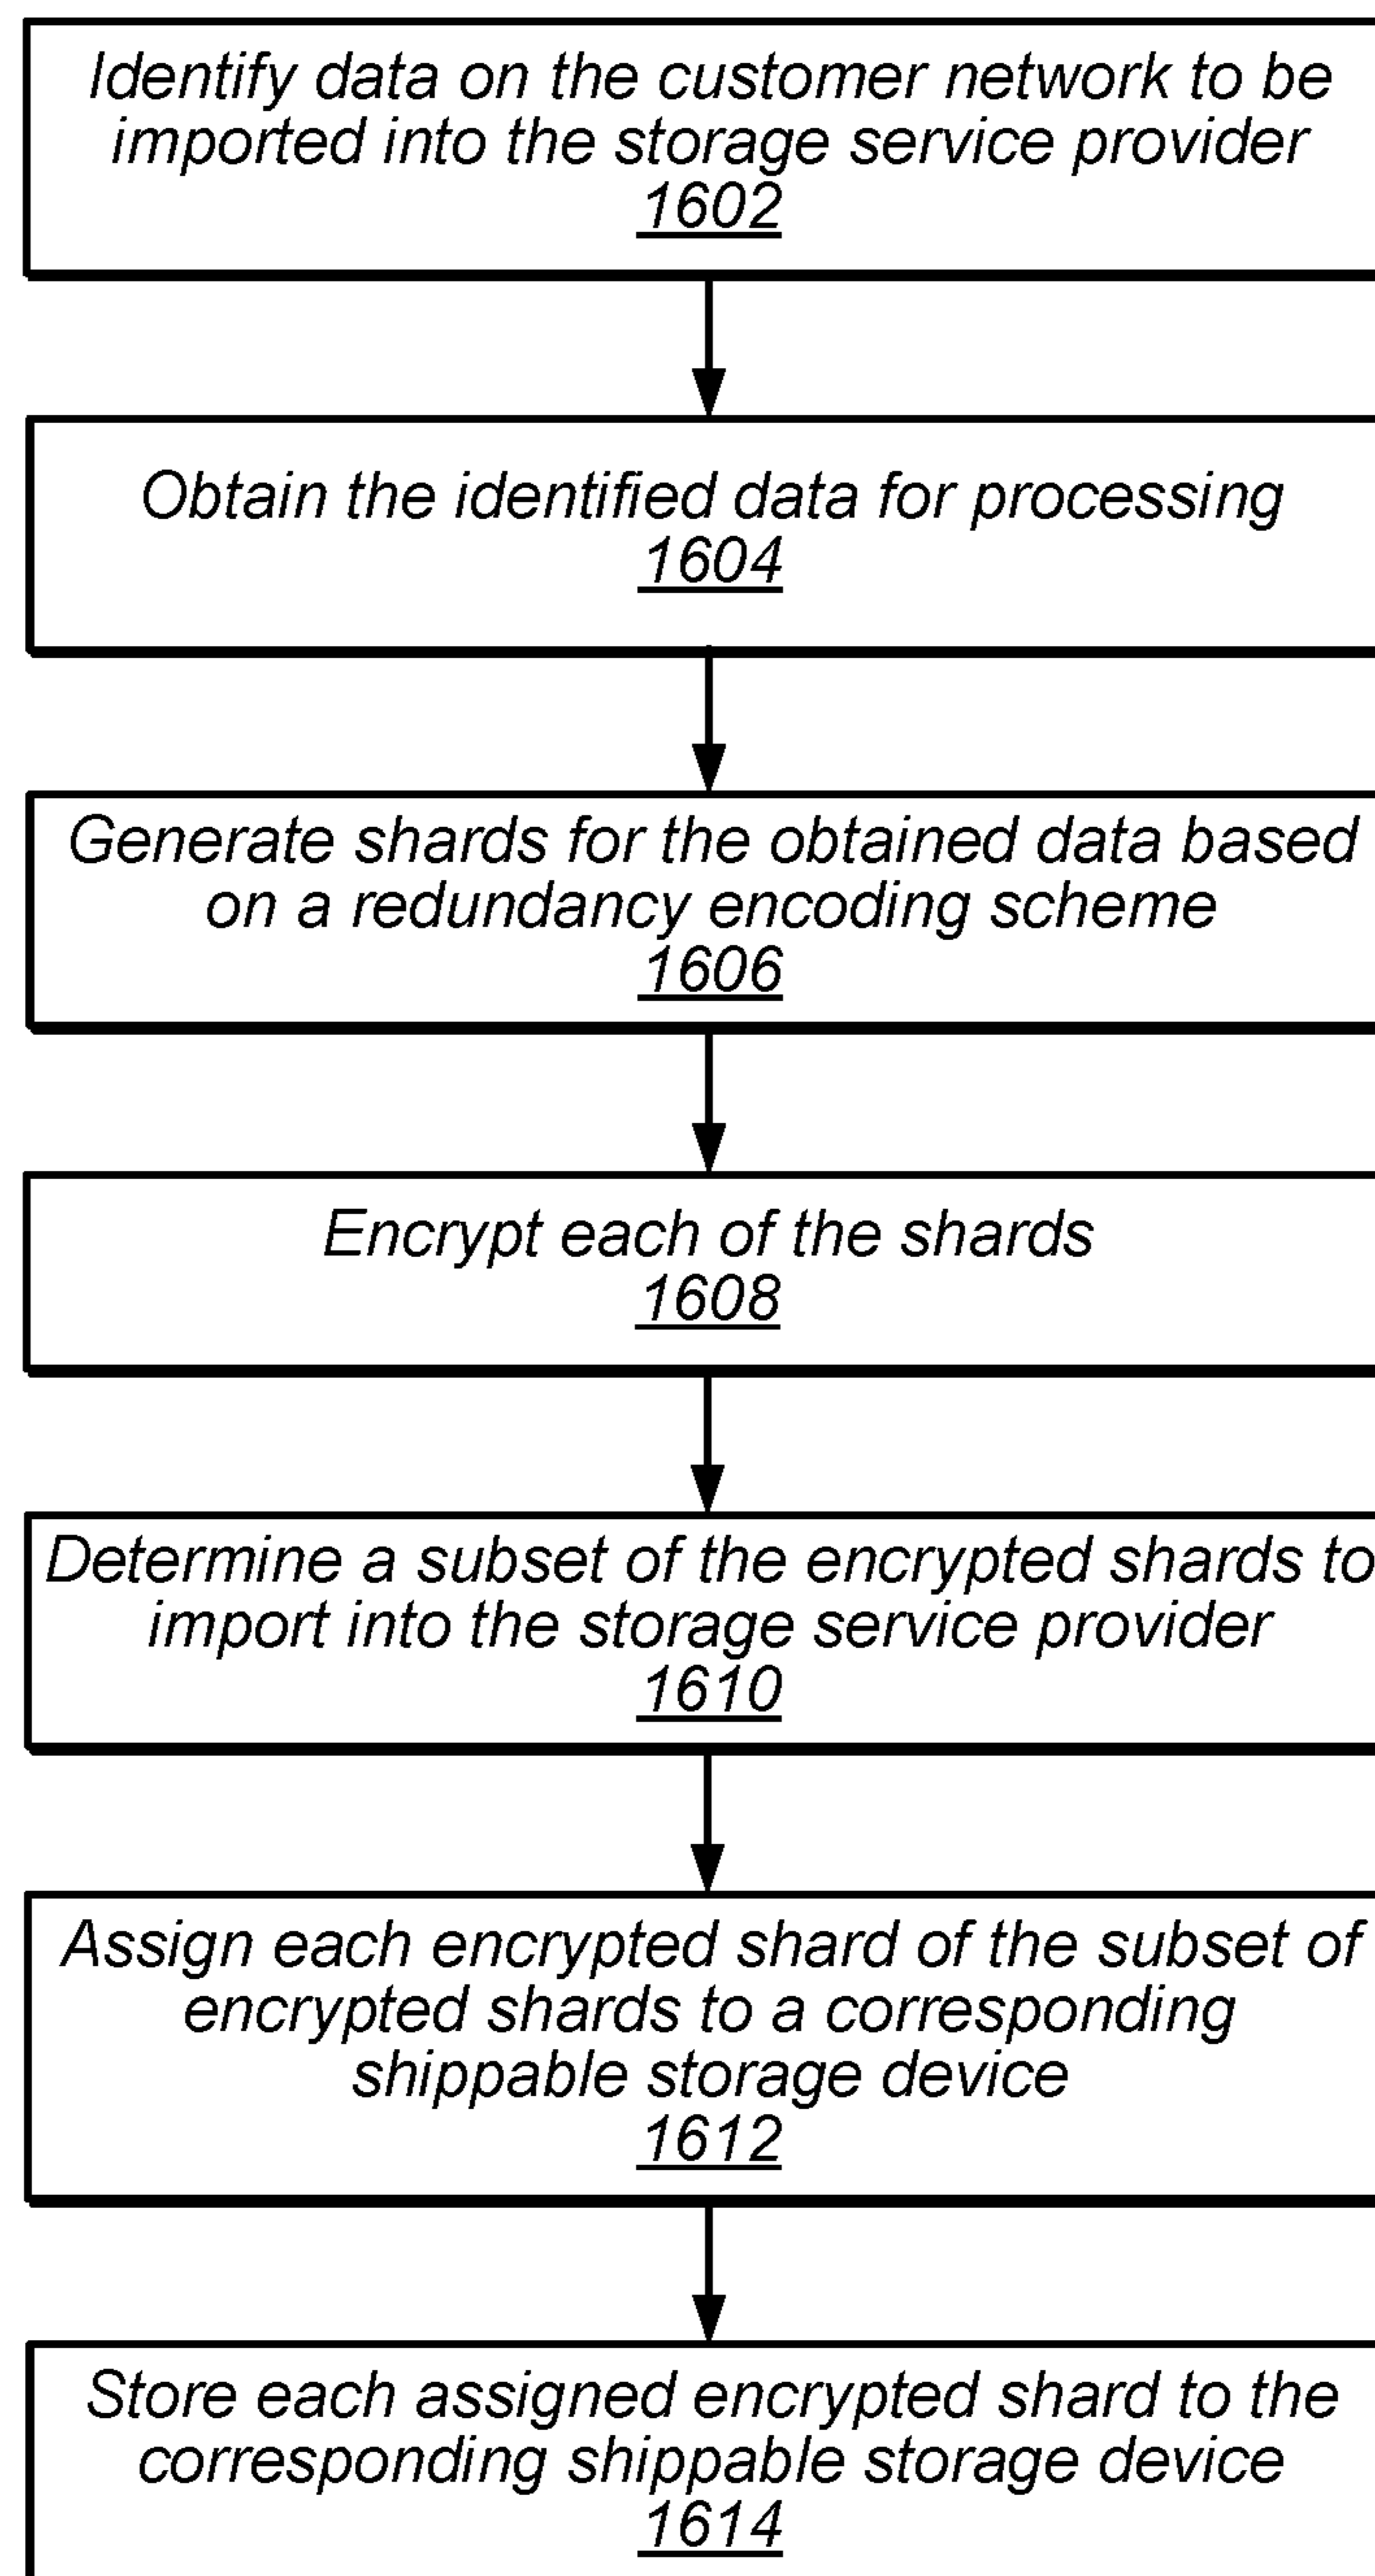 Identify data on the customer network to be
imported into the storage service provider
1602
Obtain the identified data for processing
1604
Generate shards for the obtained data based
on a redundancy encoding scheme
1606
Encrypt each of the shards
1608
Determine a subset of the encrypted shards to
import into the storage service provider
1610
Assign each encrypted shard of the subset of
encrypted shards to a corresponding
shippable storage device
1612
Store each assigned encrypted shard to the
corresponding shippable storage device
1614